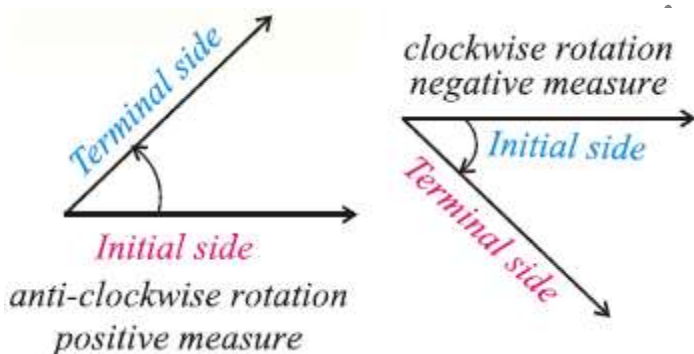 Terminal side
Initial side
anti-clockwise rotation
positive measure
clockwise rotation
negative measure
Initial side
Terminal side